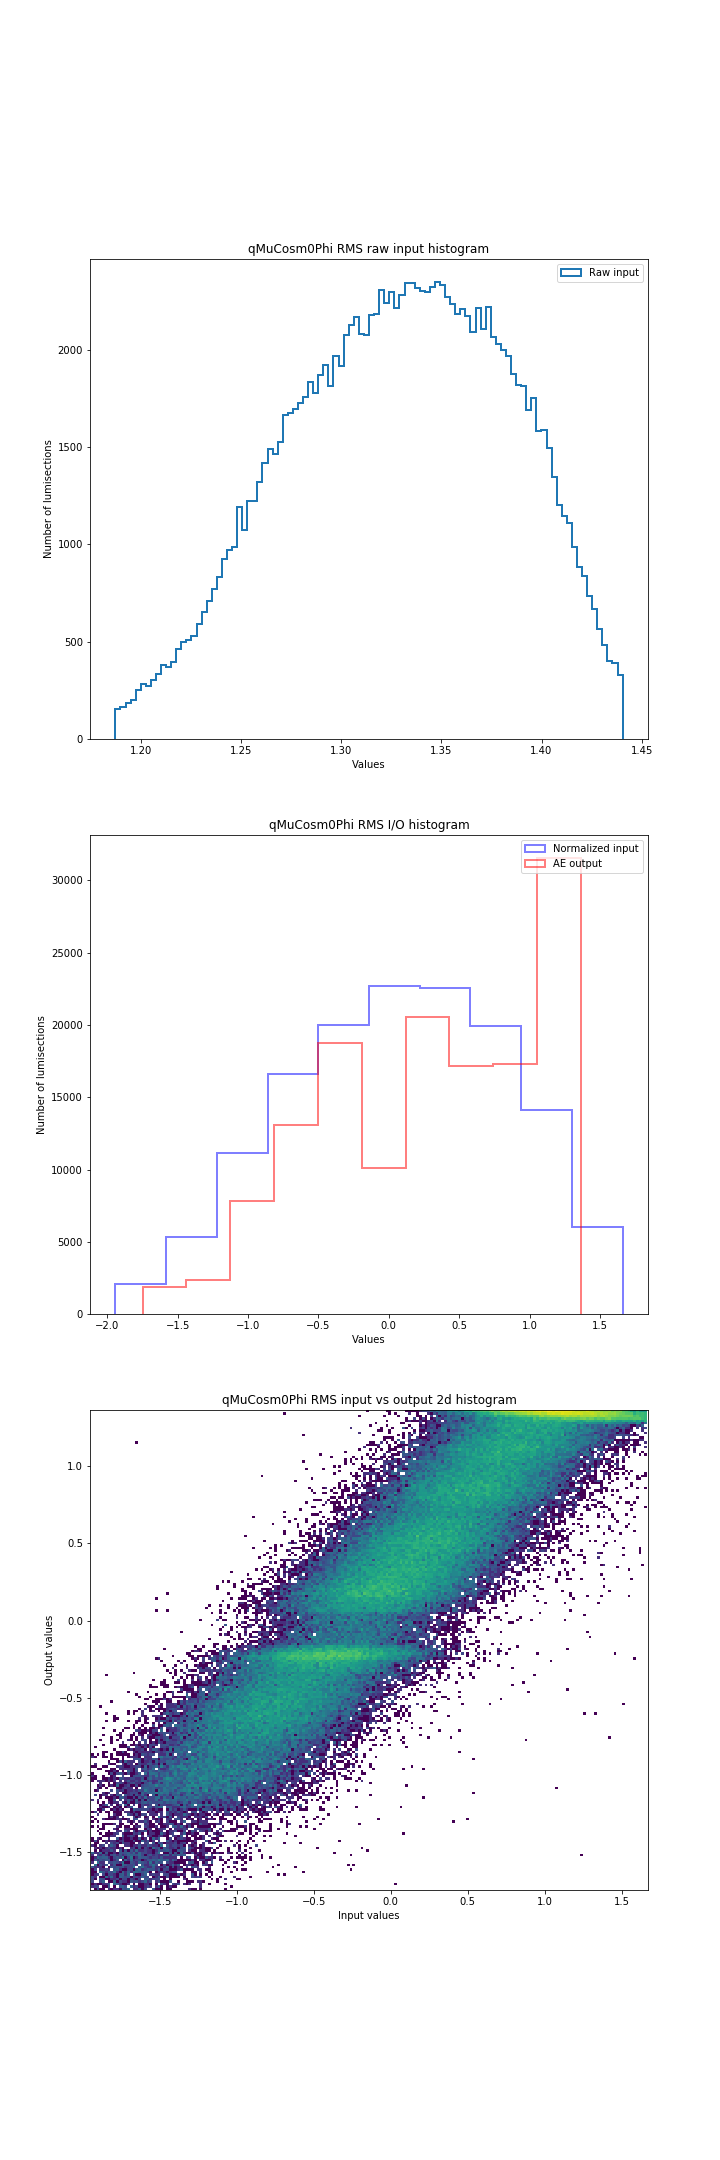 qMuCosm0Phi RMS raw input histogram
Raw input
Number of lumisections
2000
1500
1000
500
0
1.20 1.25 1.30 1.35 1.40 1.45
Values
qMuCosm0Phi RMS I/O histogram
Normalized input
AE output
Number of lumisections
30000
25000
20000
15000
10000
5000
0
−2.0 −1.5 −1.0 −0.5 0.0 0.5 1.0 1.5
Values
qMuCosm0Phi RMS input vs output 2d histogram
Output values
1.0
0.5
0.0
−0.5
−1.0
−1.5
−1.5 −1.0 −0.5 0.0 0.5 1.0 1.5
Input values